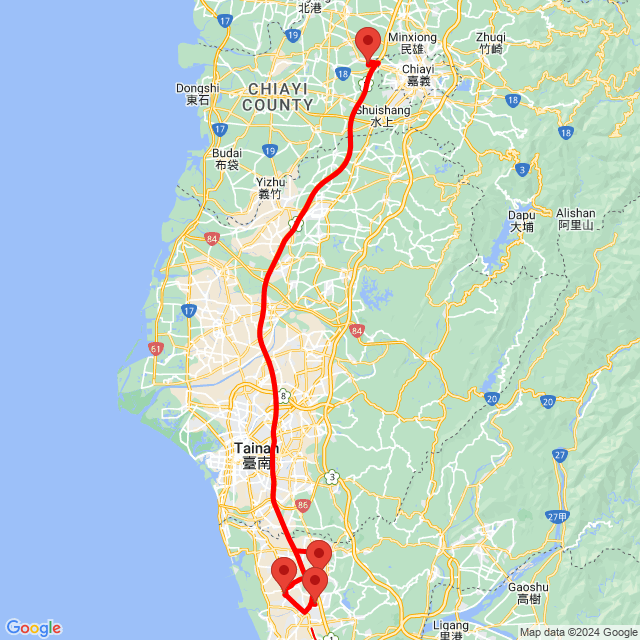 北港
Minxiong
民雄
Zhuqi
竹崎
19
18
Chiayi
嘉義
Dongshi
東石
CHIAYI
COUNTY
Shuishang
水上
18
18
17
Budai
布袋
19
3
Yizhu
義竹
Dapu
大埔
Alishan
阿里山
84
17
61
84
8
20
20
Tainan
臺南
27
3
86
27甲
Gaoshu
高樹
Ligang
里港
1
Google
Map data ©2024 Google